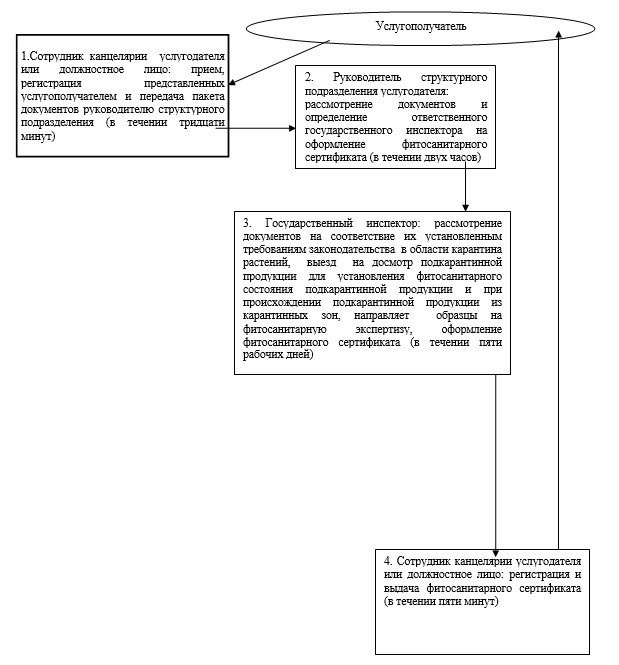 Услугополучатель
1.Сотрудник канцелярии услугодателя
или должностное лицо: прием,
регистрация представленных
услугополучателем и передача пакета
документов руководителю структурного
подразделения (в течении тридцати
минут)
2. Руководитель структурного
подразделения услугодателя:
рассмотрение документов и
определение ответственного
государственного инспектора на
оформление фитосанитарного
сертификата (в течении двух часов)
3. Государственный инспектор: рассмотрение
документов на соответствие их установленным
требованиям законодательства в области карантина
растений, выезд на досмотр подкарантинной
продукции для установления фитосанитарного
состояния подкарантинной продукции и при
происхождении подкарантинной продукции из
карантинных зон, направляет образцы на
фитосанитарную экспертизу, оформление
фитосанитарного сертификата (в течении пяти
рабочих дней)
4. Сотрудник канцелярии услугодателя
или должностное лицо: регистрация и
выдача фитосанитарного сертификата
(в течении пяти минут)